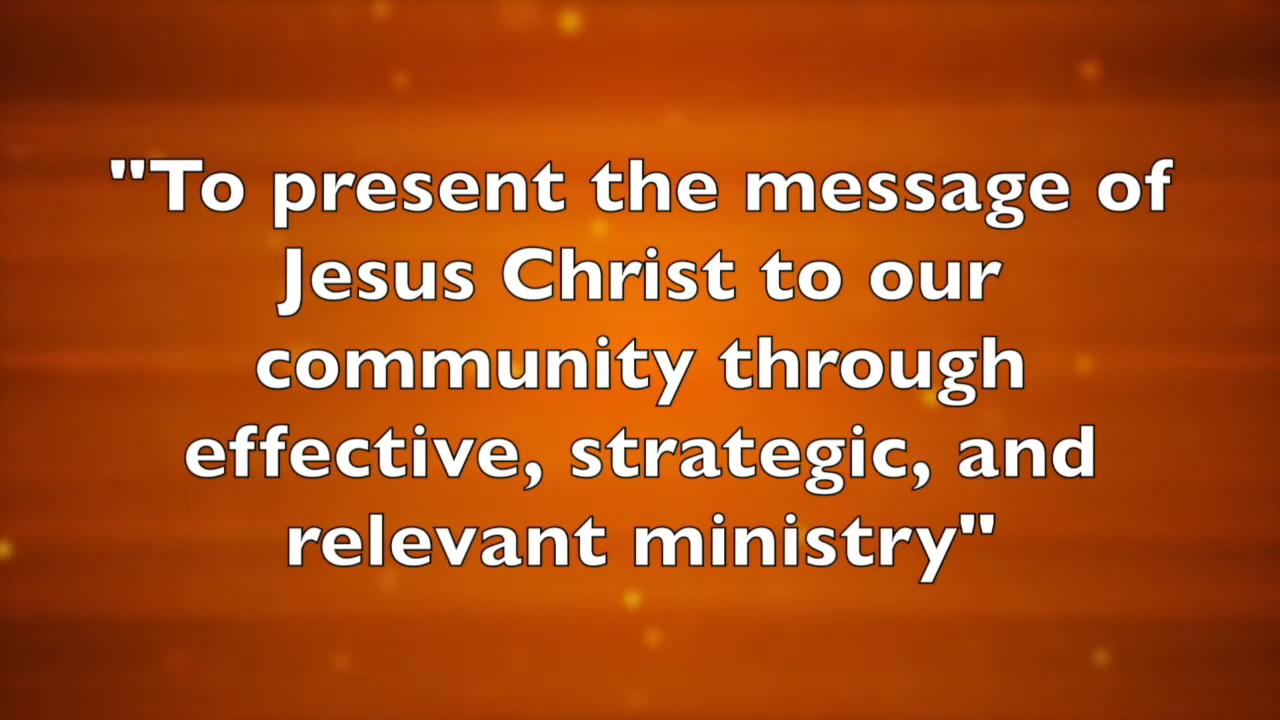 "To present the message of
Jesus Christ to our
community through
effective, strategic, and
relevant ministry"